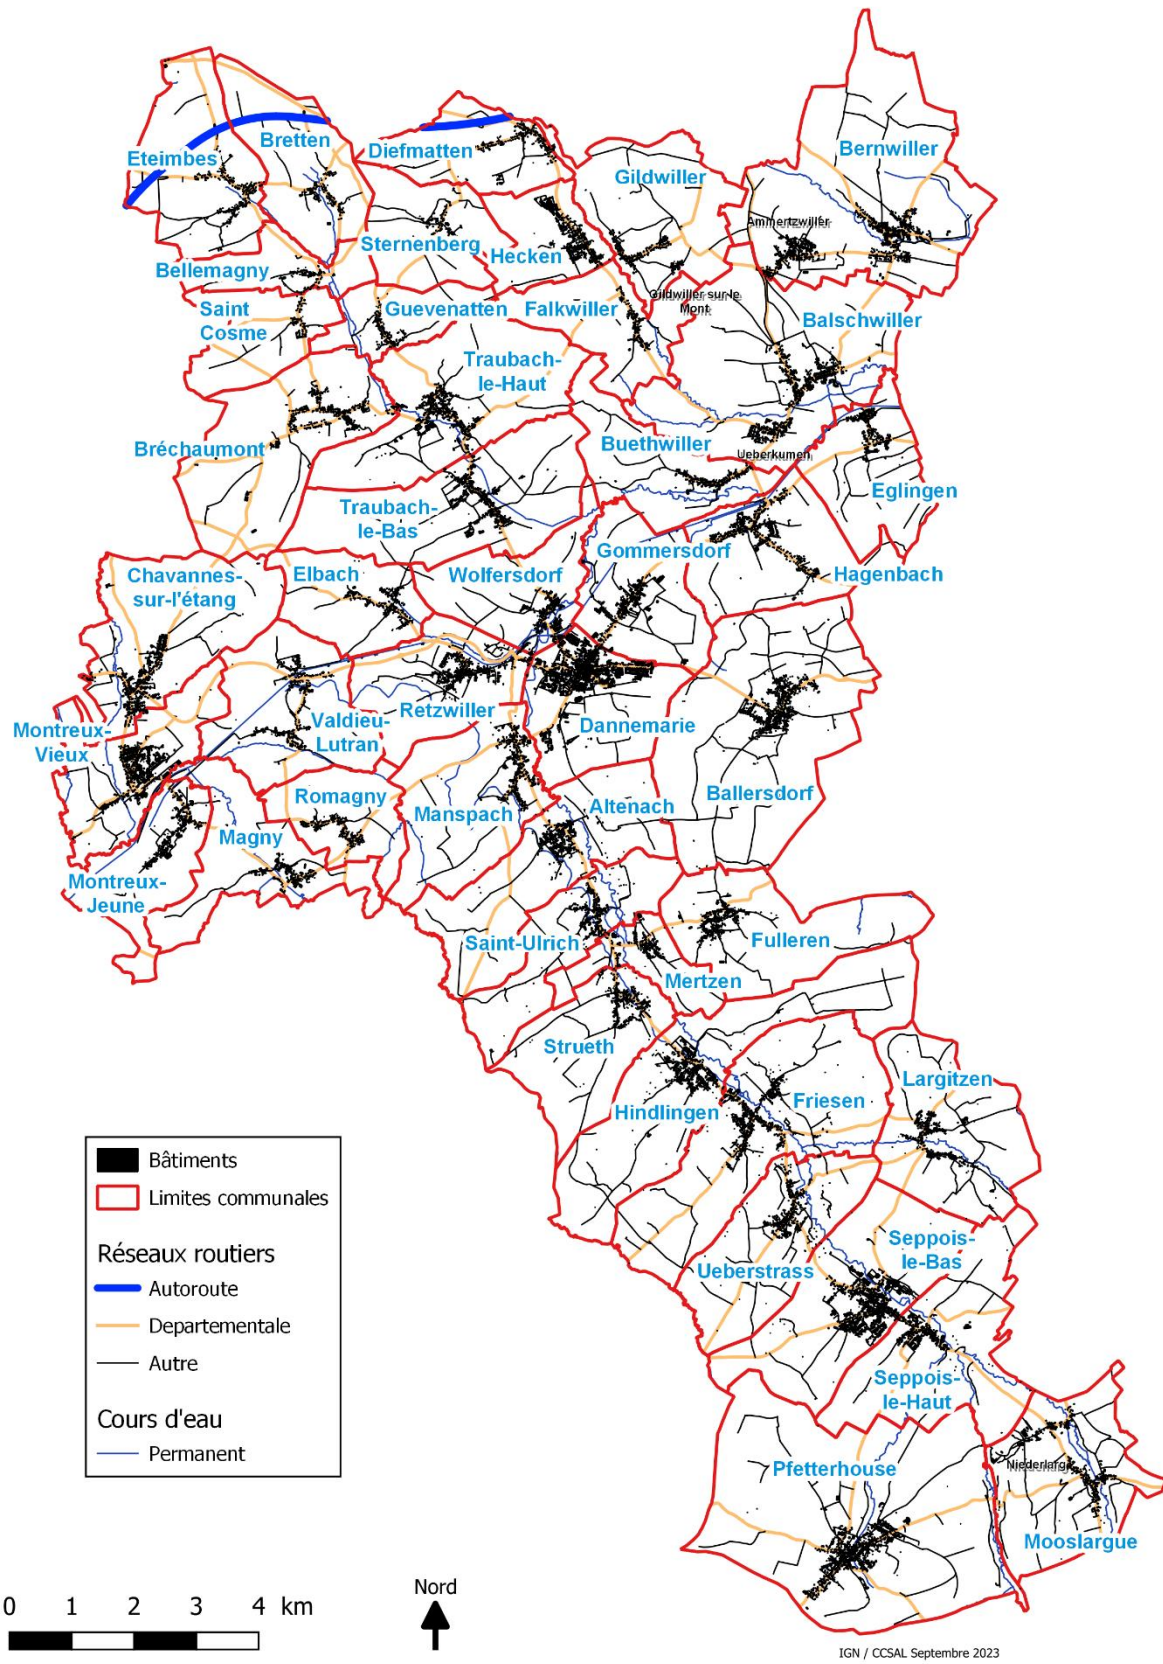 Bernwiller
Bretten
Diefmatten
Eteimbes
Gildwiller
Ammertzwiller
Sternenberg
Hecken
Bellemagny
Gildwiller sur le
Mont
Saint
Cosme
Guevenatten
Falkwiller
Balschwiller
Traubach-
le-Haut
Bréchaumont
Buethwiller
Ueberkumen
Eglingen
Traubach-
le-Bas
Gommersdorf
Hagenbach
Chavannes-
sur-l'étang
Elbach
Wolfersdorf
Retzwiller
Dannemarie
Montreux-
Vieux
Valdieu-
Lutran
Romagny
Manspach
Altenach
Ballersdorf
Magny
Montreux-
Jeune
Saint-Ulrich
Fulleren
Mertzen
Strueth
Hindlingen
Friesen
Largitzen
Ueberstrass
Seppois-
le-Bas
Seppois-
le-Haut
Pfetterhouse
Niederlarg
Mooslargue
Bâtiments
Limites communales
Réseaux routiers
Autoroute
Departementale
Autre
Cours d'eau
Permanent
0 1 2 3 4 km
Nord
IGN / CCSAL Septembre 2023